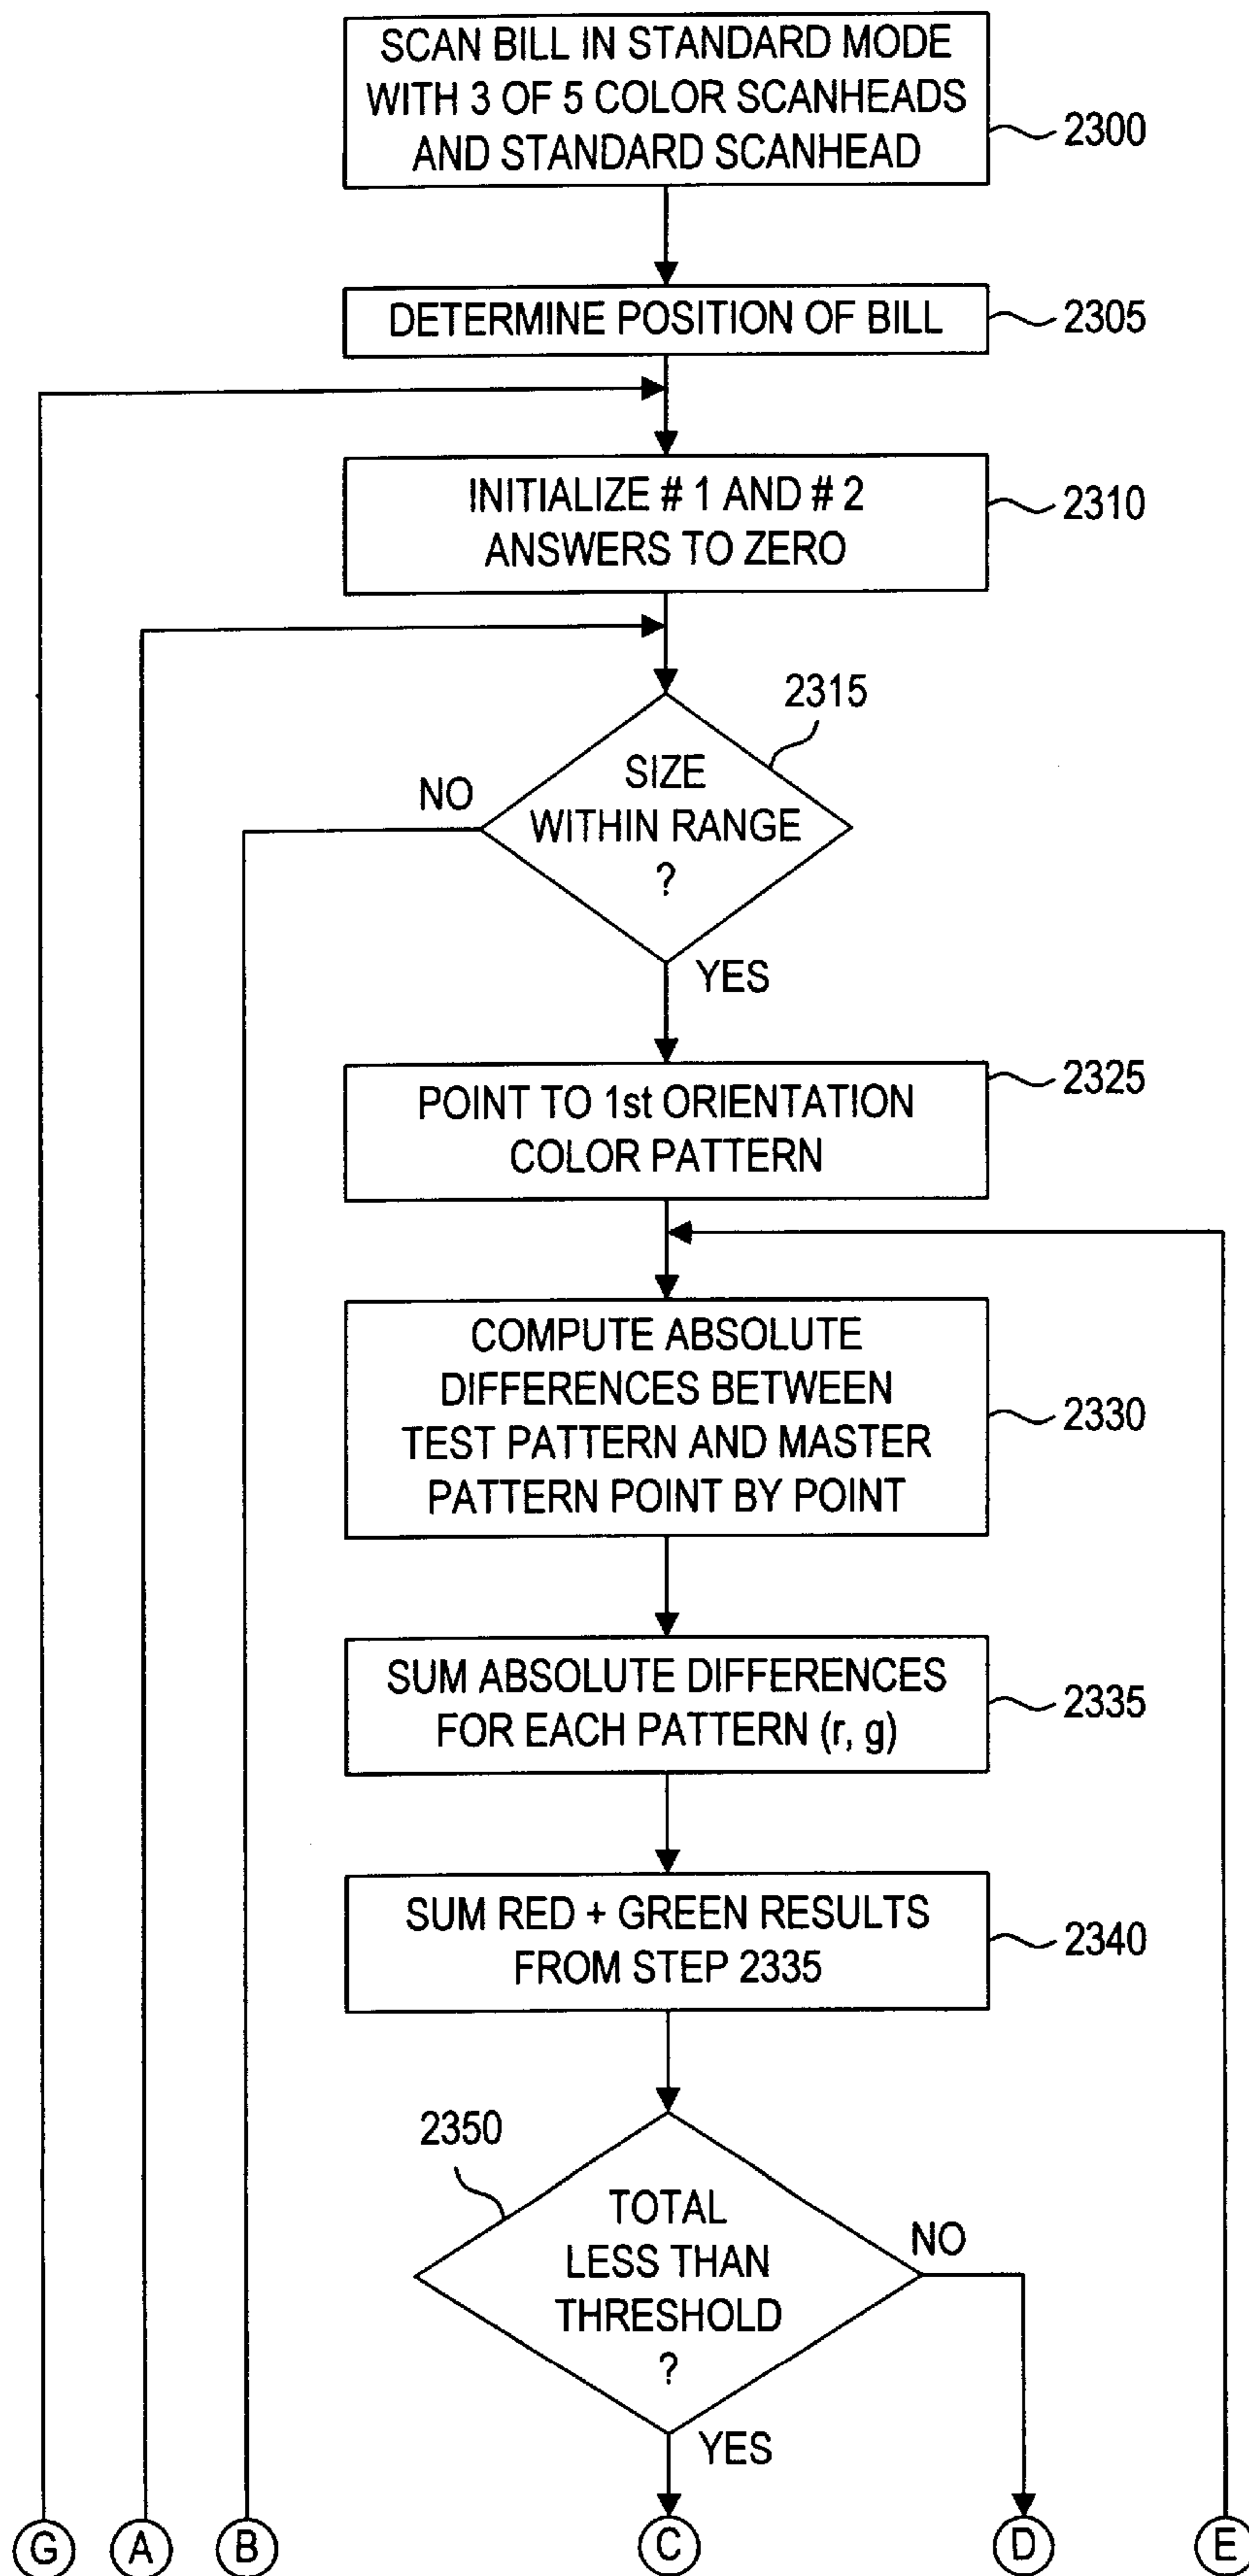 SCAN BILL IN STANDARD MODE
WITH 3 OF 5 COLOR SCANHEADS
AND STANDARD SCANHEAD
2300
DETERMINE POSITION OF BILL
2305
INITIALIZE # 1 AND # 2
ANSWERS TO ZERO
2310
2315
SIZE
WITHIN RANGE
?
NO
YES
POINT TO 1st ORIENTATION
COLOR PATTERN
2325
COMPUTE ABSOLUTE
DIFFERENCES BETWEEN
TEST PATTERN AND MASTER
PATTERN POINT BY POINT
2330
SUM ABSOLUTE DIFFERENCES
FOR EACH PATTERN (r, g)
2335
SUM RED + GREEN RESULTS
FROM STEP 2335
2340
2350
TOTAL
LESS THAN
THRESHOLD
?
NO
YES
G
A
B
C
D
E